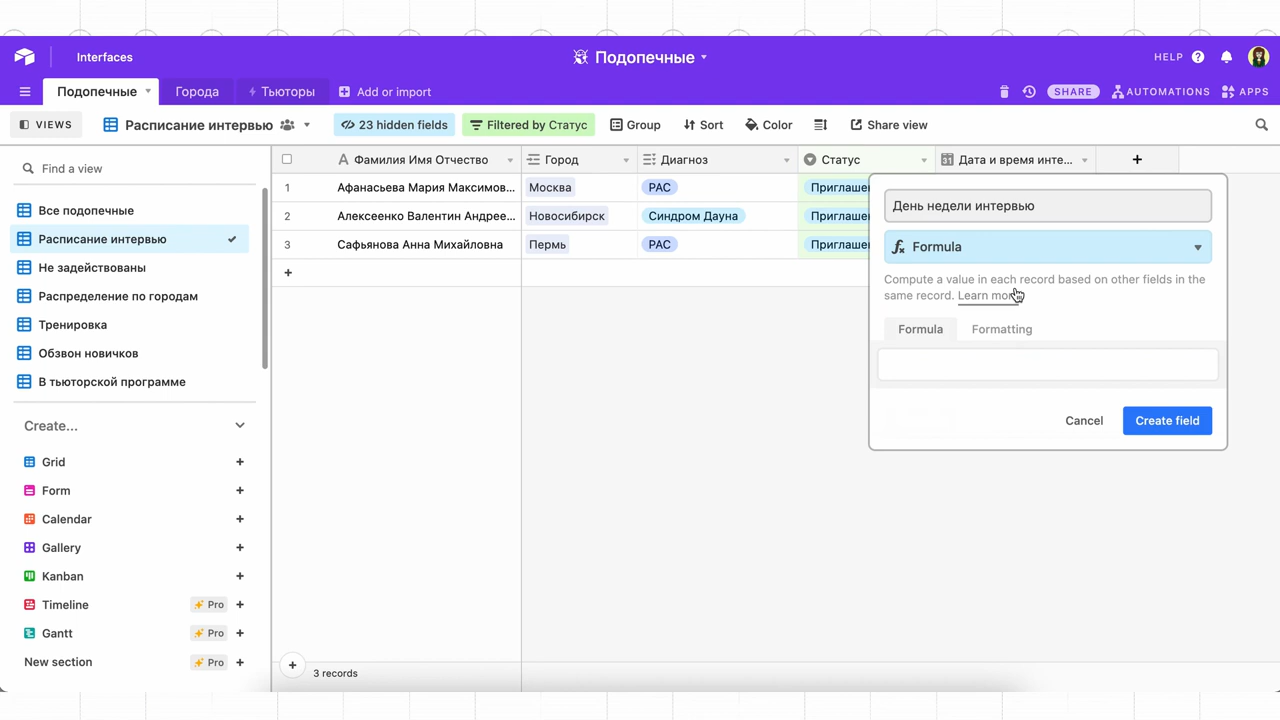 Interfaces
Подопечные
HELP
Подопечные
Города
Тьюторы
Add or import
SHARE
AUTOMATIONS
APPS
VIEWS
Расписание интервью
23 hidden fields
Filtered by Статус
Group
Sort
Color
Share view
Find a view
Все подопечные
Расписание интервью
Не задействованы
Распределение по городам
Тренировка
Обзвон новичков
В тьюторской программе
Create...
Grid
Form
Calendar
Gallery
Kanban
Timeline Pro
Gantt Pro
New section Pro
Фамилия Имя Отчество Город Диагноз Статус Дата и время инте...
1 Афанасьева Мария Максимов... Москва РАС
2 Алексеенко Валентин Андрее... Новосибирск Синдром Дауна
3 Сафьянова Анна Михайловна Пермь РАС
3 records
День недели интервью
Formula
Compute a value in each record based on other fields in the
same record. Learn
Formula Formatting
Cancel Create field